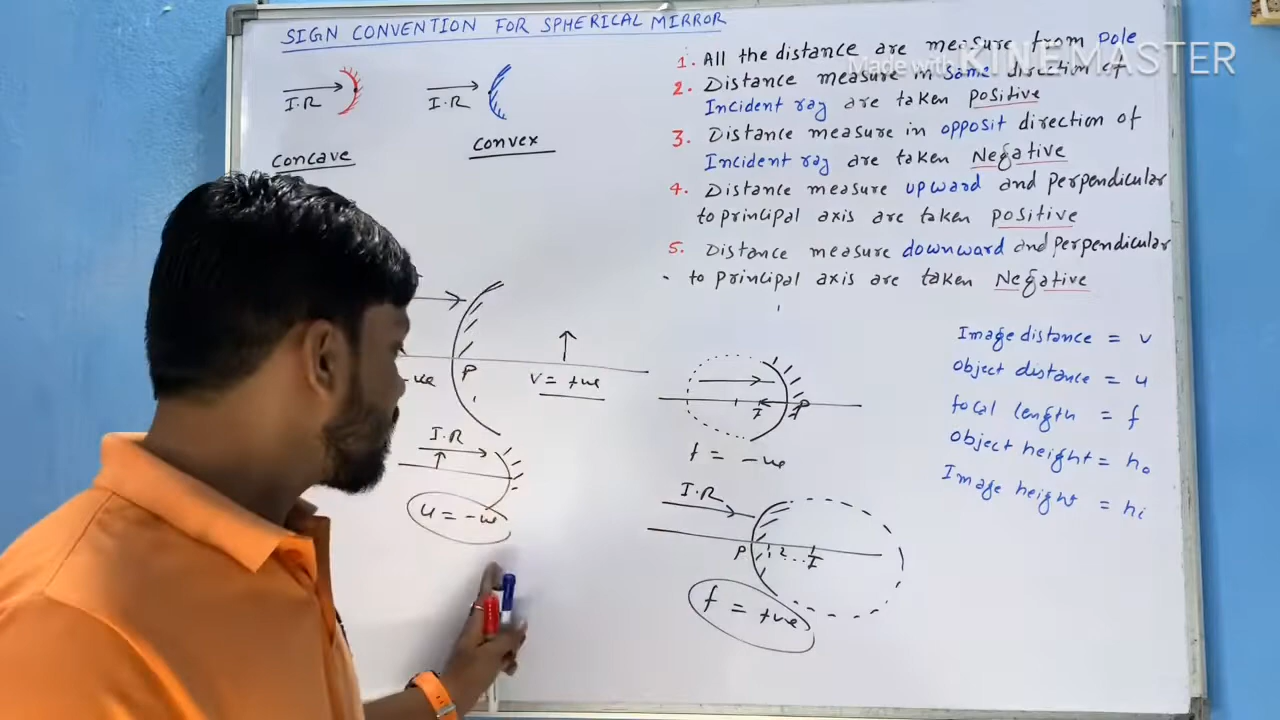 SIGN CONVENTION FOR SPHERICAL MIRROR
I.R
I.R
concave
convex
1. All the distance are measure from Pole
2. Distance measure in Same direction of
Incident ray are taken positive
3. Distance measure in opposit direction of
Incident ray are taken Negative
4. Distance measure upward and perpendicular
to principal axis are taken positive
5. Distance measure downward and perpendicular
to principal axis are taken Negative
Made with KINEMASTER
-ve
P
v = +ve
I.R
u = -ve
I
P
f = -ve
I.R
P
1 2 ... I
f = +ve
Image distance = v
Object distance = u
focal length = f
Object height = ho
Image height = hi